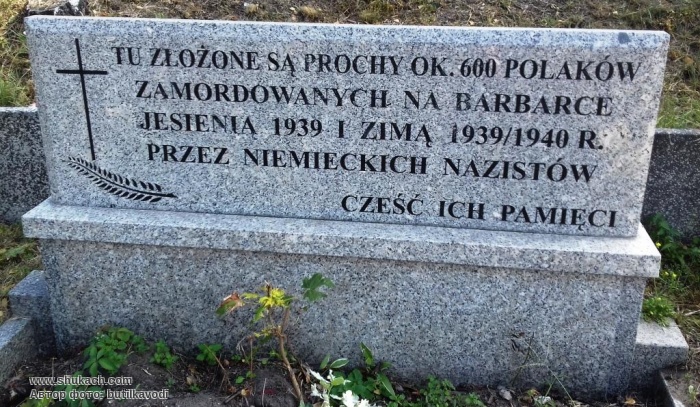 TU ZŁOŻONE SĄ PROCHY OK. 600 POLAKÓW
ZAMORDOWANYCH NA BARBARCE
JESIENIĄ 1939 I ZIMĄ 1939/1940 R.
PRZEZ NIEMIECKICH NAZISTÓW
CZEŚĆ ICH PAMIĘCI
www.shukach.com
Автор фото: butilkavodi